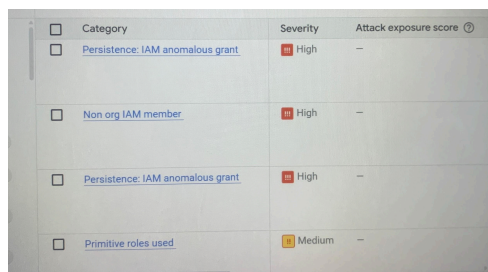 Category Severity Attack exposure score ?
Persistence: IAM anomalous grant !!! High –
Non org IAM member !!! High –
Persistence: IAM anomalous grant !!! High –
Primitive roles used !! Medium –